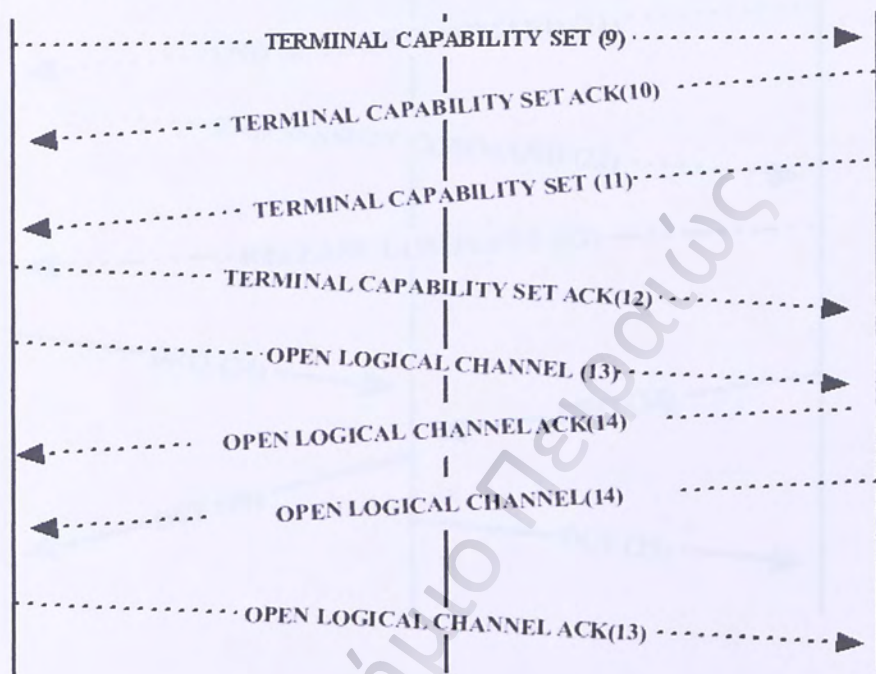 TERMINAL CAPABILITY SET (9)
TERMINAL CAPABILITY SET ACK(10)
TERMINAL CAPABILITY SET (11)
TERMINAL CAPABILITY SET ACK(12)
OPEN LOGICAL CHANNEL (13)
OPEN LOGICAL CHANNEL ACK(14)
OPEN LOGICAL CHANNEL(14)
OPEN LOGICAL CHANNEL ACK(13)
Πειραιώς